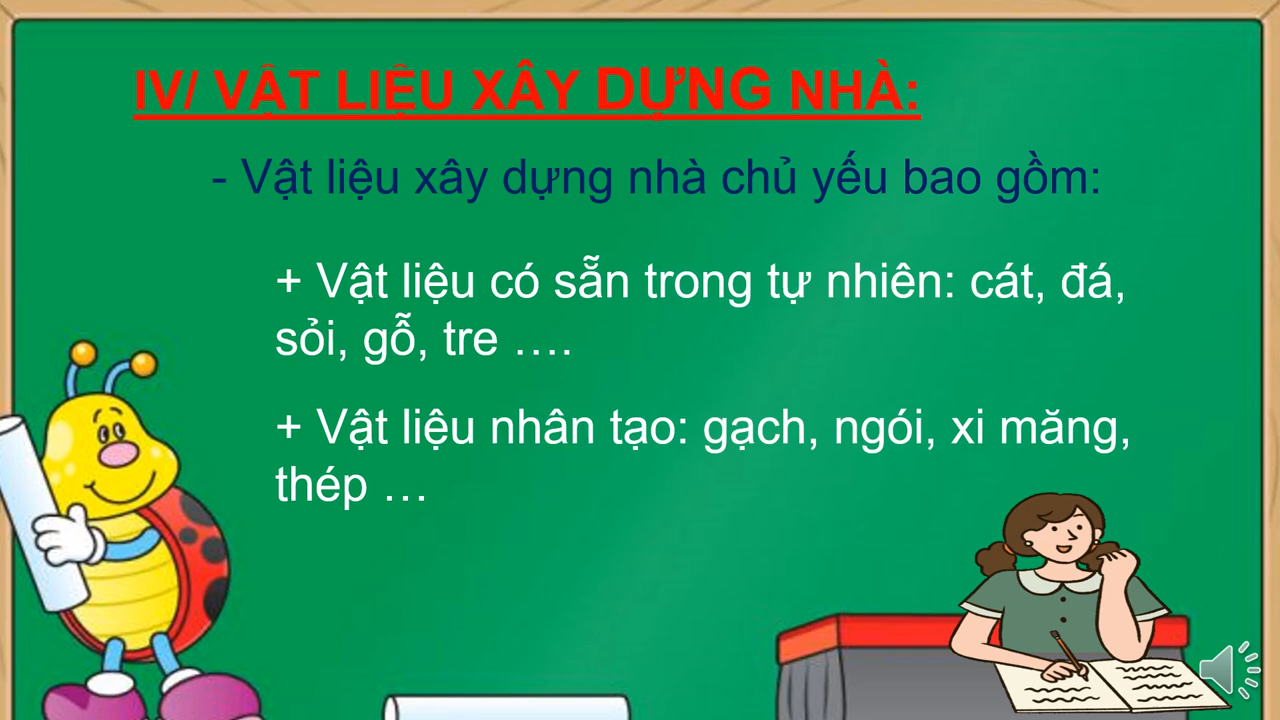 IV/ VẬT LIỆU XÂY DỰNG NHÀ:
- Vật liệu xây dựng nhà chủ yếu bao gồm:
+ Vật liệu có sẵn trong tự nhiên: cát, đá,
sỏi, gỗ, tre ….
+ Vật liệu nhân tạo: gạch, ngói, xi măng,
thép …